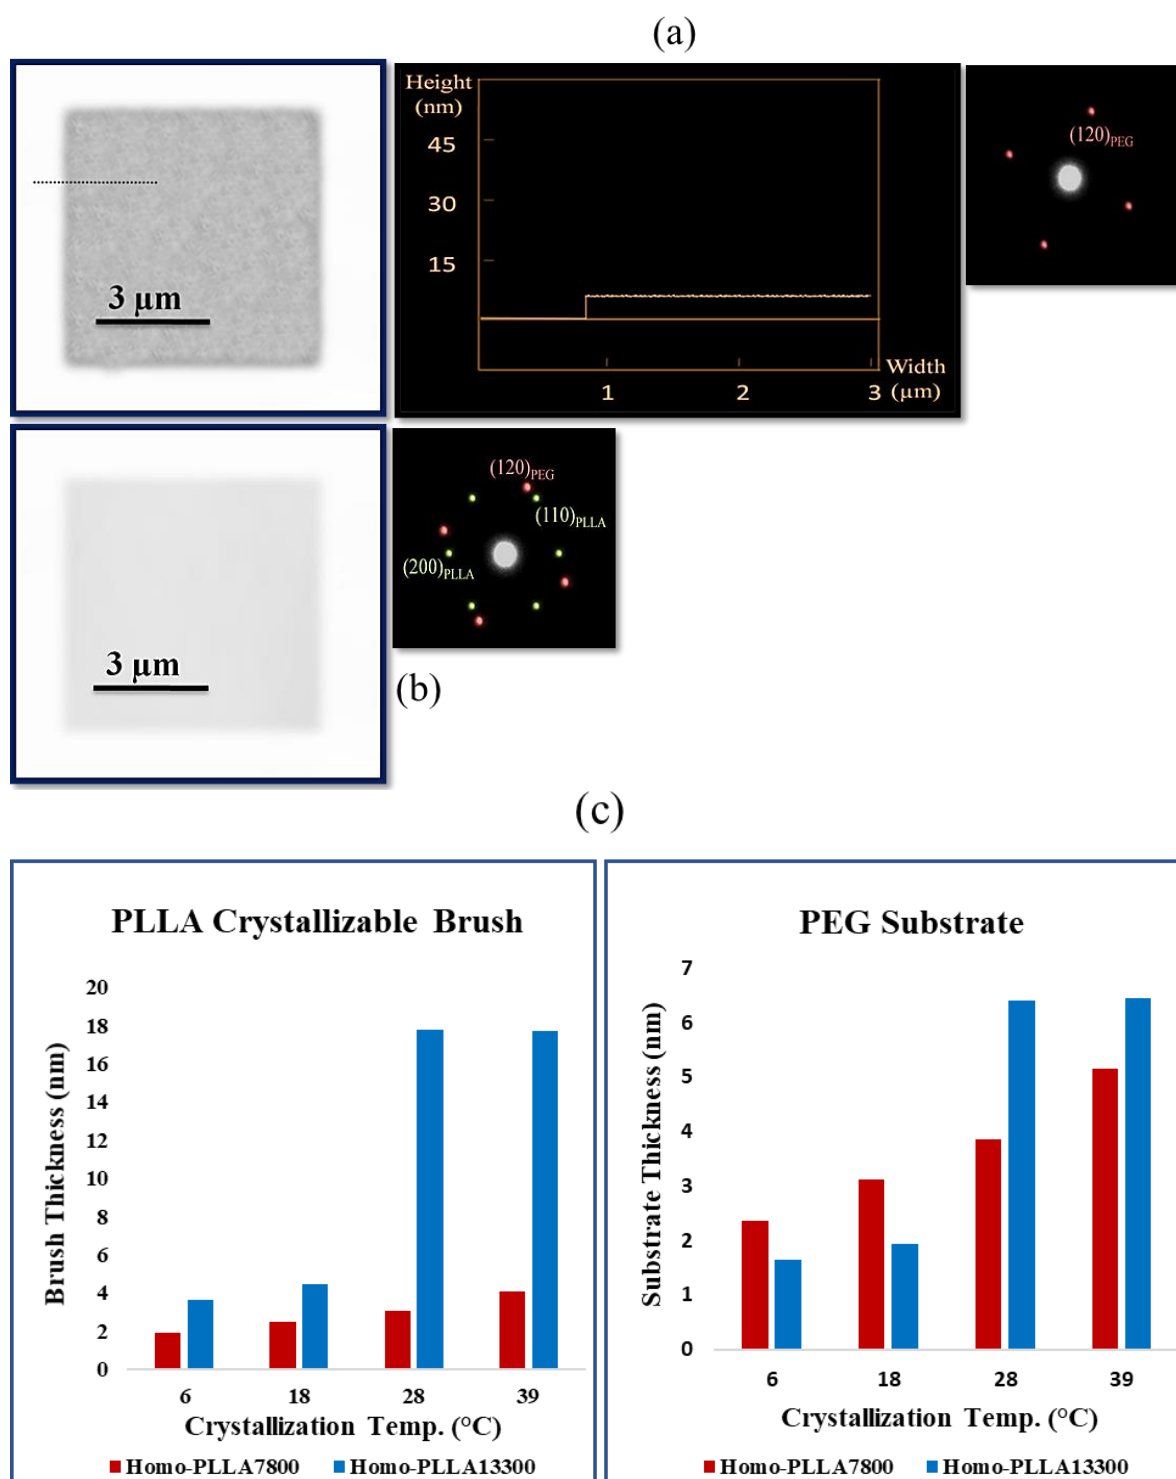 (a)
3 µm
Height
(nm)
45
30
15
1
2
3
Width
(µm)
(120)PEG
3 µm
(120)PEG
(110)PLLA
(200)PLLA
(b)
(c)
PLLA Crystallizable Brush
Brush Thickness (nm)
20
18
16
14
12
10
8
6
4
2
0
6 18 28 39
Crystallization Temp. (°C)
Homo-PLLA7800 Homo-PLLA13300
PEG Substrate
Substrate Thickness (nm)
7
6
5
4
3
2
1
0
6 18 28 39
Crystallization Temp. (°C)
Homo-PLLA7800 Homo-PLLA13300